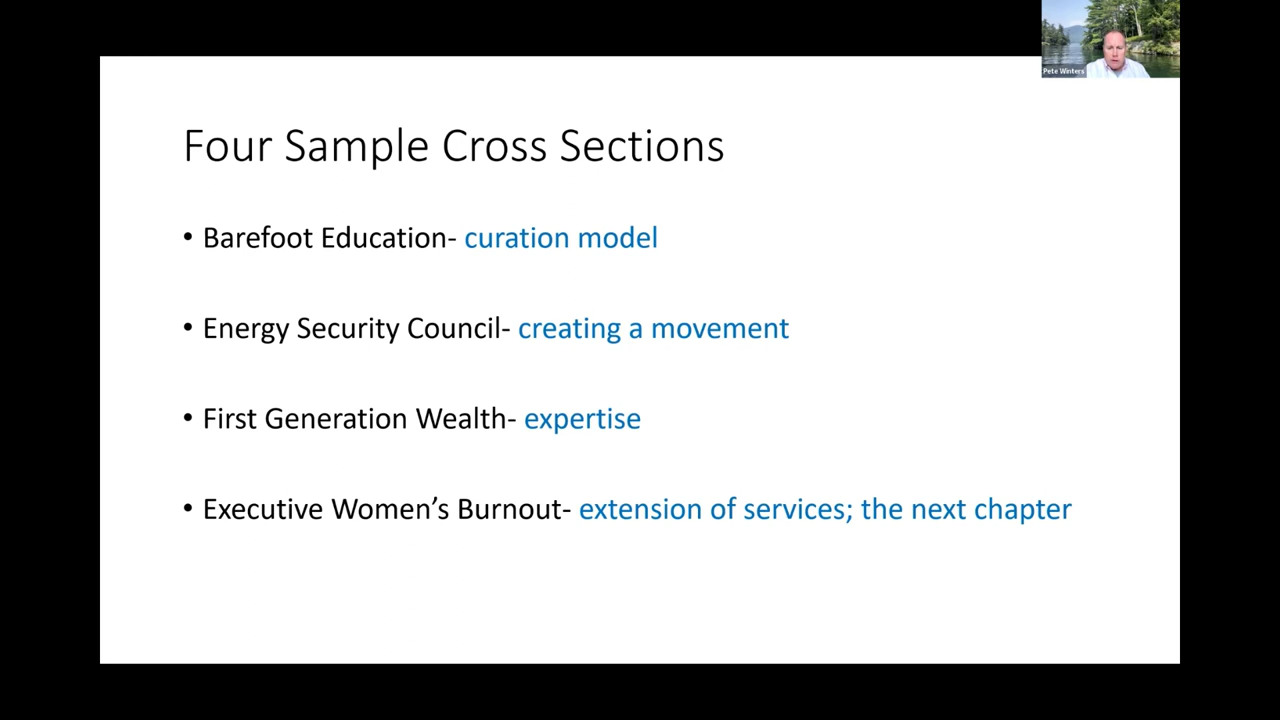 Pete Winters
Four Sample Cross Sections
• Barefoot Education- curation model
• Energy Security Council- creating a movement
• First Generation Wealth- expertise
• Executive Women’s Burnout- extension of services; the next chapter